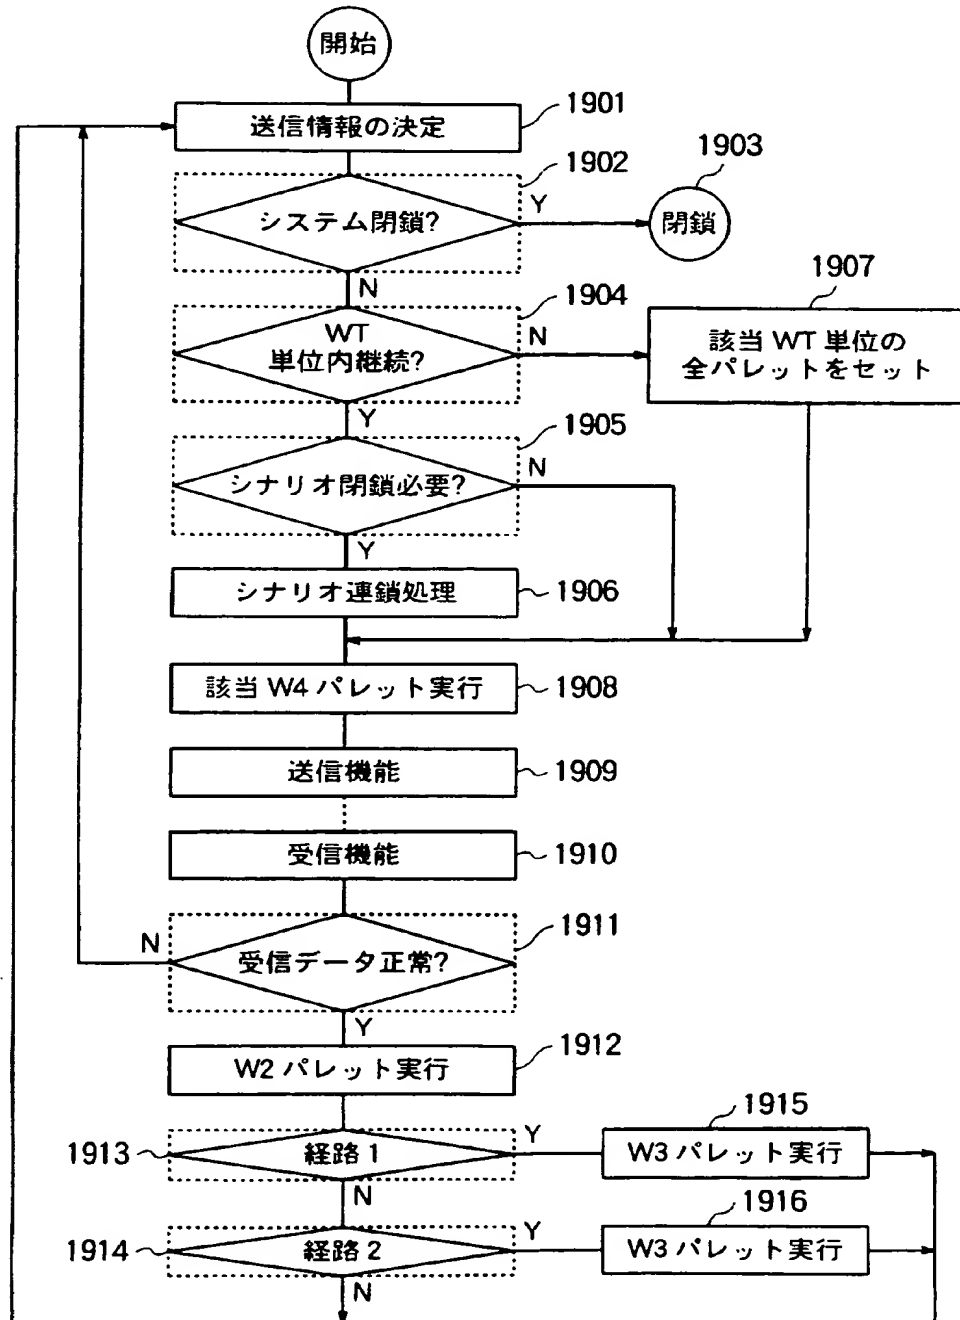 開始
送信情報の決定
1901
1902
システム閉鎖?
Y
1903
閉鎖
N
1904
WT
単位内継続?
N
1907
該当 WT 単位の
全パレットをセット
Y
1905
シナリオ閉鎖必要?
N
Y
シナリオ連鎖処理
1906
該当 W4 パレット実行
1908
送信機能
1909
受信機能
1910
1911
N
受信データ正常?
Y
1912
W2 パレット実行
1913
経路 1
Y
1915
W3 パレット実行
N
1914
経路 2
Y
1916
W3 パレット実行
N